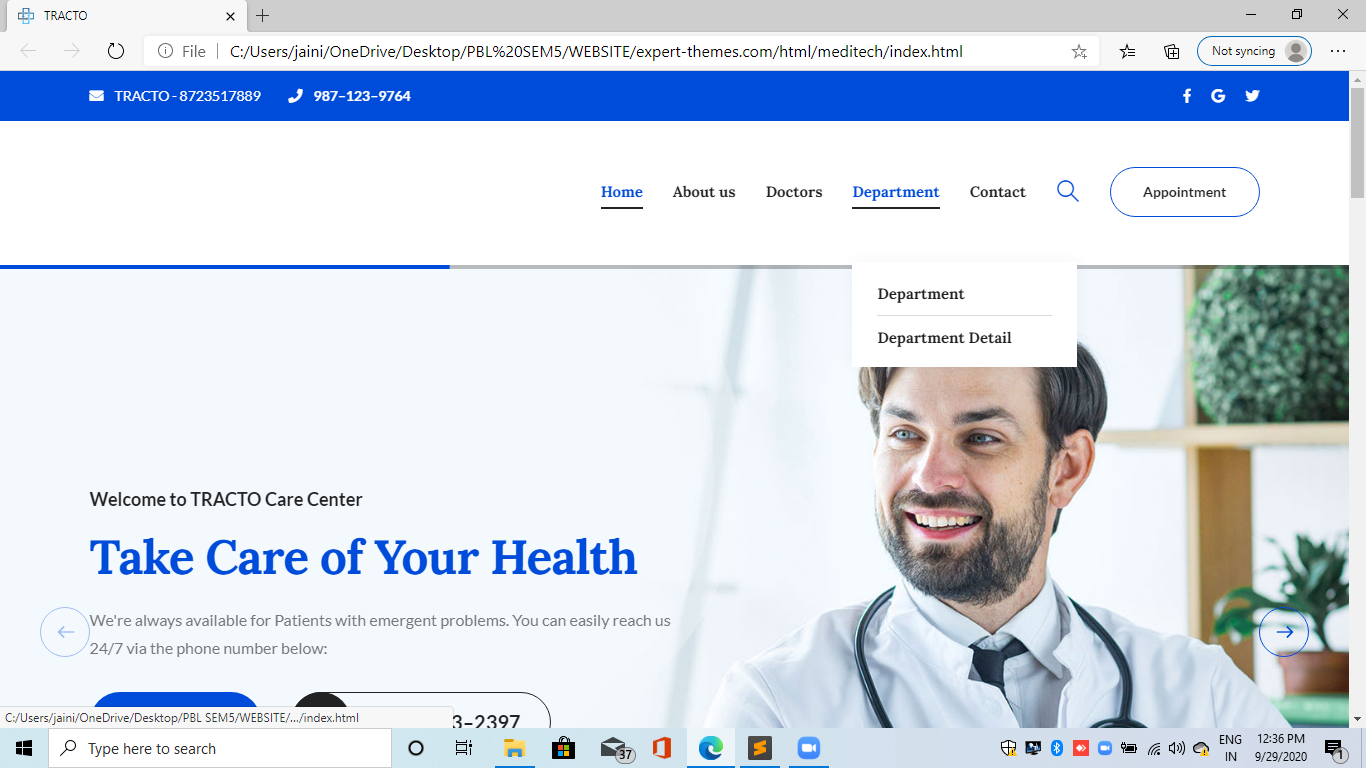 TRACTO
File
C:/Users/jaini/OneDrive/Desktop/PBL%20SEM5/WEBSITE/expert-themes.com/html/meditech/index.html
Not syncing
TRACTO - 8723517889 987–123–9764
Home About us Doctors Department Contact Appointment
Department
Department Detail
Welcome to TRACTO Care Center
Take Care of Your Health
We're always available for Patients with emergent problems. You can easily reach us
24/7 via the phone number below:
3-2397
C:/Users/jaini/OneDrive/Desktop/PBL SEM5/WEBSITE/.../index.html
Type here to search
37
ENG
IN
12:36 PM
9/29/2020
1